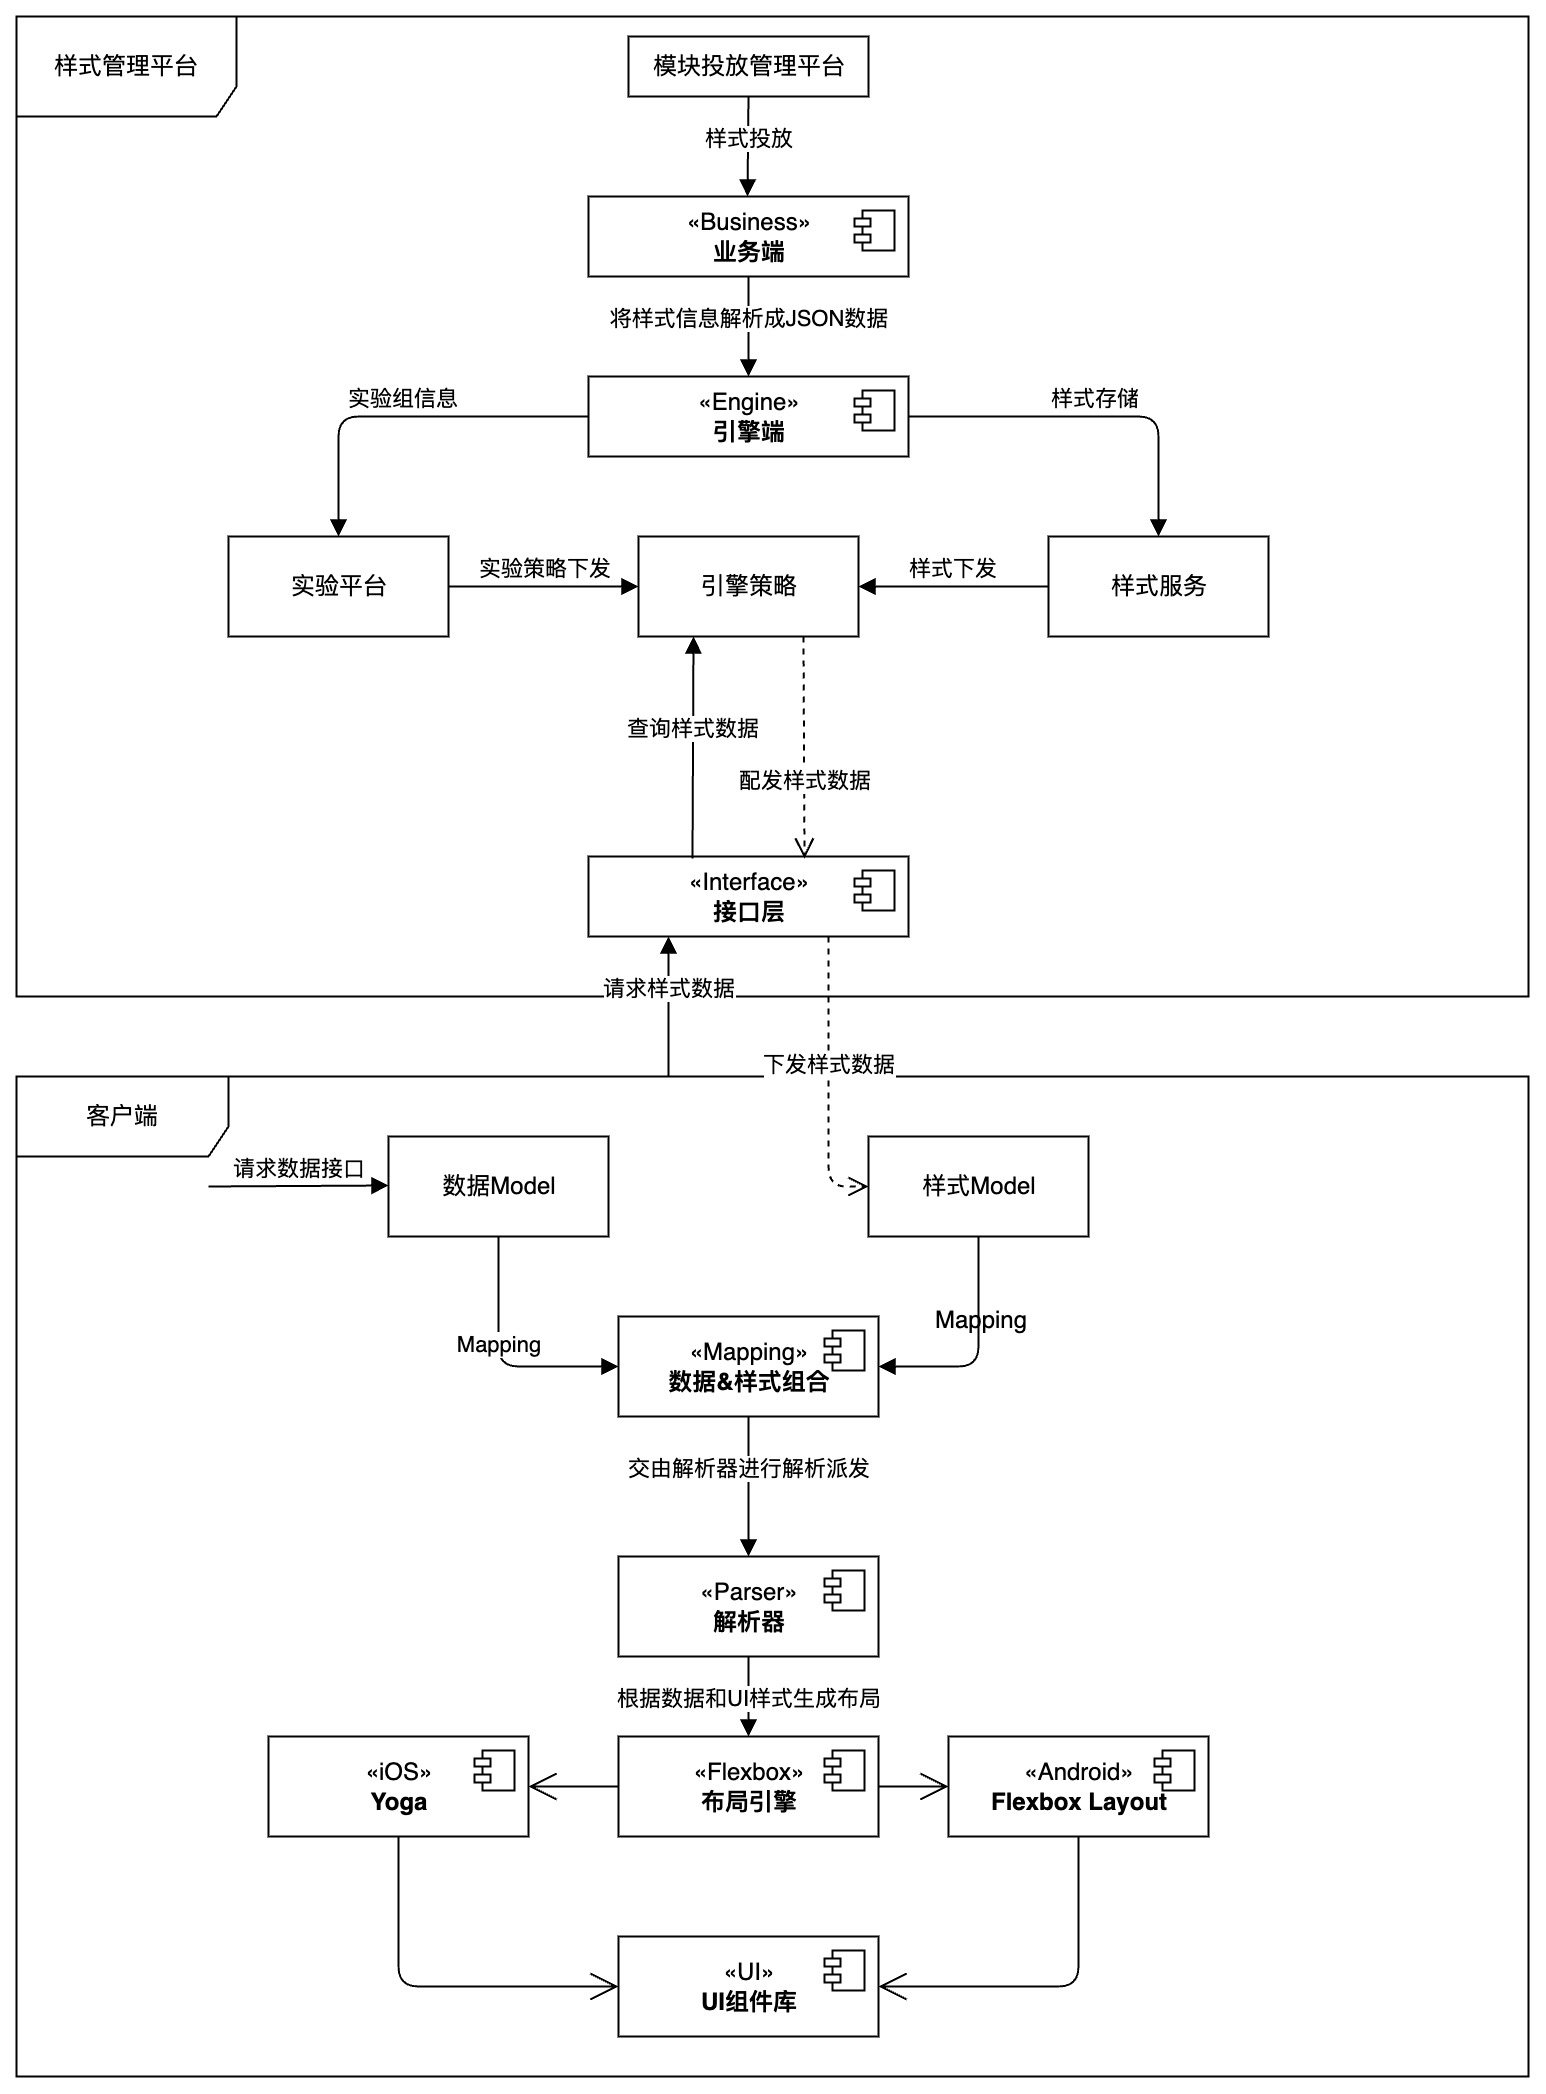 样式管理平台
模块投放管理平台
样式投放
«Business»
业务端
将样式信息解析成JSON数据
实验组信息
«Engine»
引擎端
样式存储
实验平台
实验策略下发
引擎策略
样式下发
样式服务
查询样式数据
配发样式数据
«Interface»
接口层
请求样式数据
下发样式数据
客户端
请求数据接口
数据Model
样式Model
Mapping
Mapping
«Mapping»
数据&样式组合
交由解析器进行解析派发
«Parser»
解析器
根据数据和UI样式生成布局
«iOS»
Yoga
«Flexbox»
布局引擎
«Android»
Flexbox Layout
«UI»
UI组件库